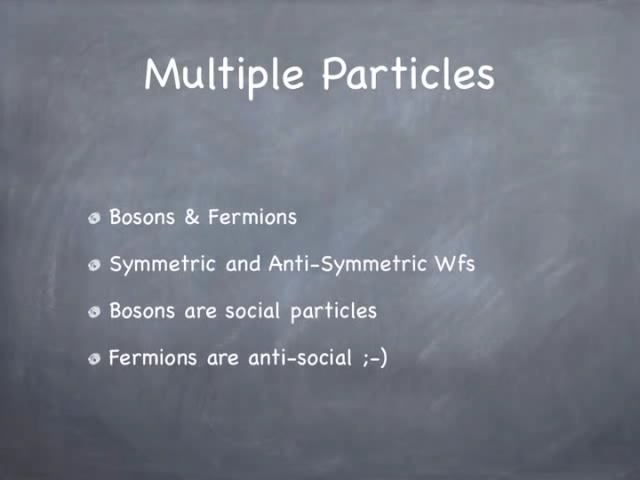 Multiple Particles
Bosons & Fermions
Symmetric and Anti-Symmetric Wfs
Bosons are social particles
Fermions are anti-social ;-)